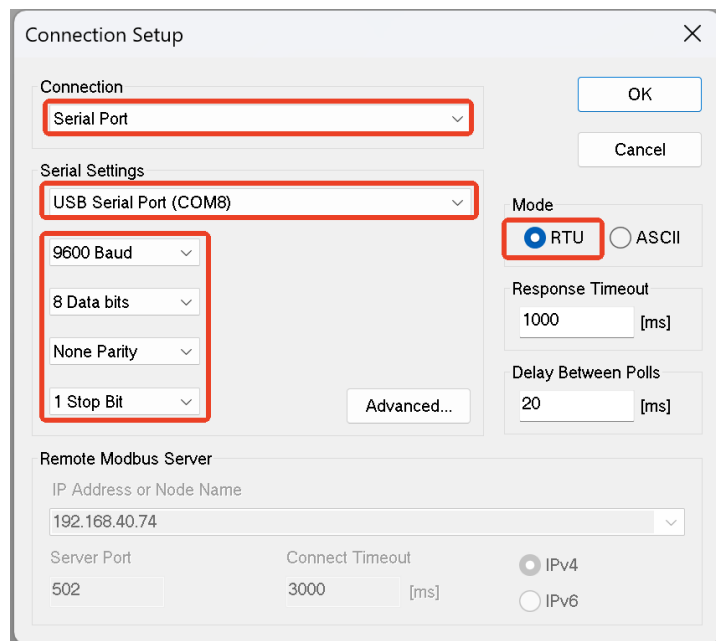 Connection Setup
Connection
OK
Serial Port
Cancel
Serial Settings
USB Serial Port (COM8)
Mode
RTU ASCII
9600 Baud
8 Data bits
Response Timeout
1000 [ms]
None Parity
Delay Between Polls
1 Stop Bit
Advanced...
20 [ms]
Remote Modbus Server
IP Address or Node Name
192.168.40.74
Server Port Connect Timeout
IPv4
502 3000 [ms]
IPv6